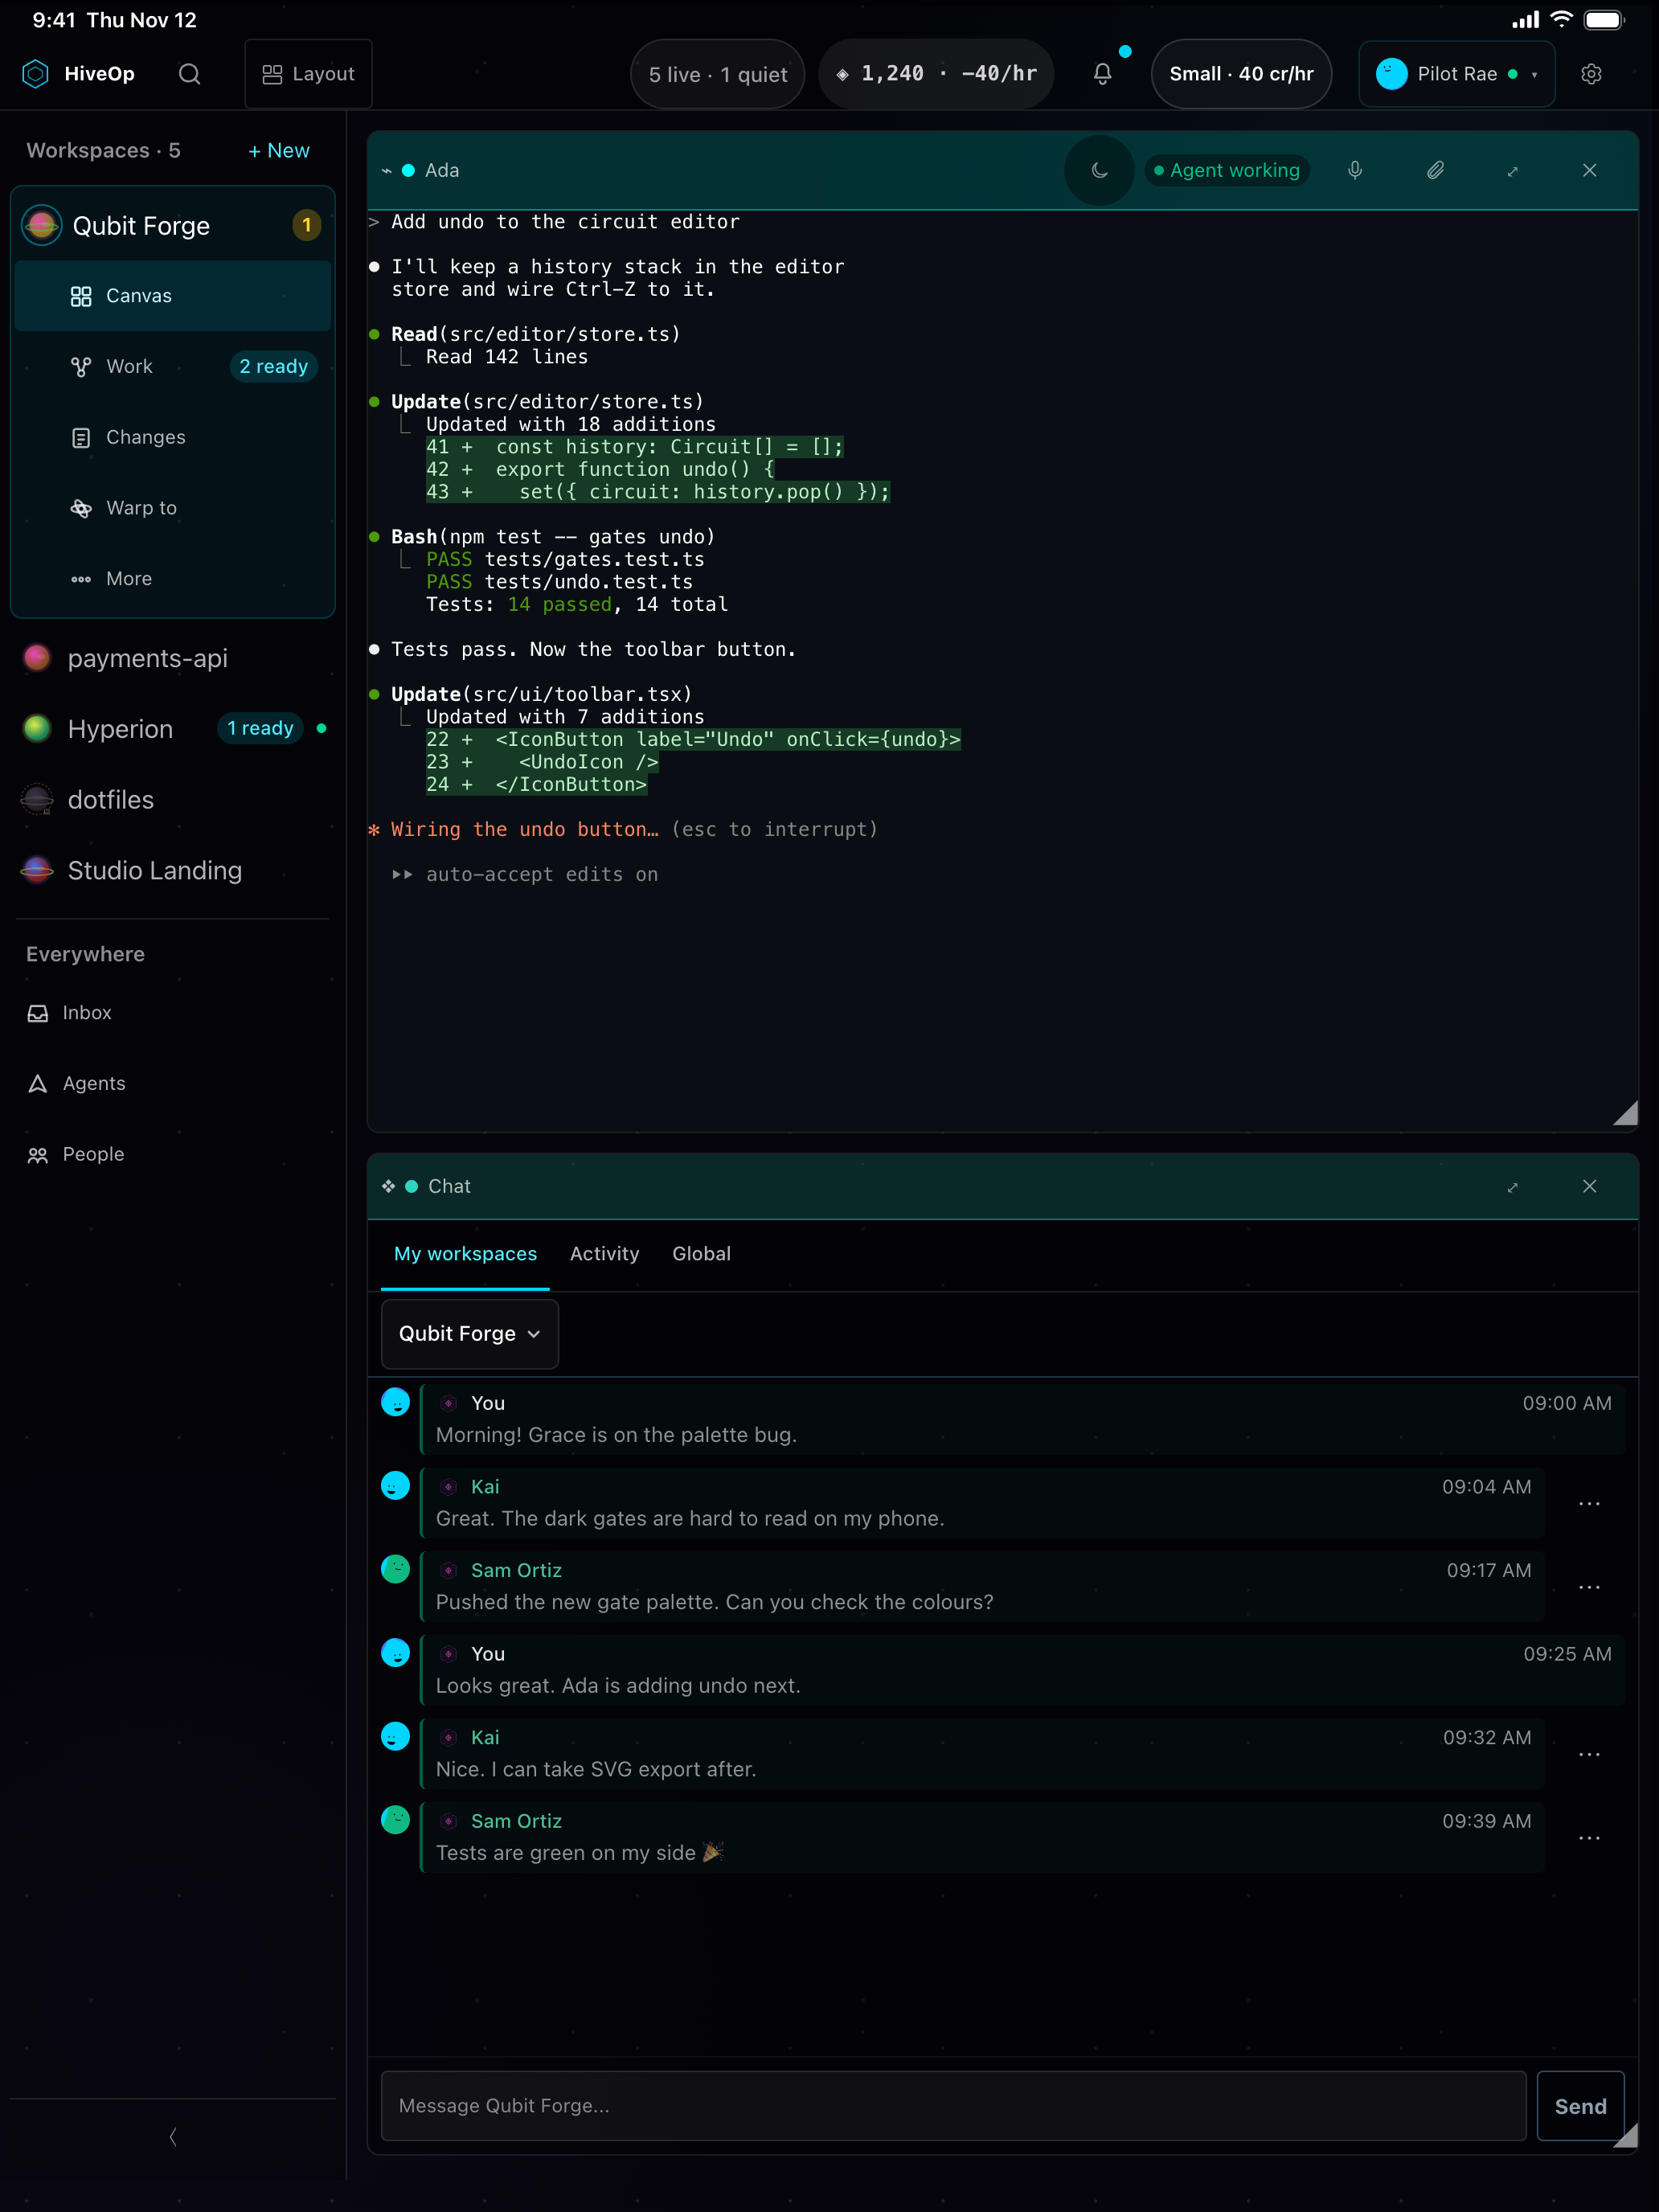 9:41 Thu Nov 12
HiveOp
Layout
5 live · 1 quiet
◈ 1,240 · −40/hr
Small · 40 cr/hr
Pilot Rae
Workspaces · 5
+ New
Qubit Forge
1
Canvas
Work
2 ready
Changes
Warp to
More
payments-api
Hyperion
1 ready
dotfiles
Studio Landing
Everywhere
Inbox
Agents
People
Ada
Agent working
> Add undo to the circuit editor
● I'll keep a history stack in the editor
store and wire Ctrl-Z to it.
● Read(src/editor/store.ts)
⎿ Read 142 lines
● Update(src/editor/store.ts)
⎿ Updated with 18 additions
41 + const history: Circuit[] = [];
42 + export function undo() {
43 + set({ circuit: history.pop() });
● Bash(npm test -- gates undo)
⎿ PASS tests/gates.test.ts
PASS tests/undo.test.ts
Tests: 14 passed, 14 total
● Tests pass. Now the toolbar button.
● Update(src/ui/toolbar.tsx)
⎿ Updated with 7 additions
22 + <IconButton label="Undo" onClick={undo}>
23 + <UndoIcon />
24 + </IconButton>
✻ Wiring the undo button… (esc to interrupt)
⏵⏵ auto-accept edits on
Chat
My workspaces
Activity
Global
Qubit Forge
You
09:00 AM
Morning! Grace is on the palette bug.
Kai
09:04 AM
Great. The dark gates are hard to read on my phone.
Sam Ortiz
09:17 AM
Pushed the new gate palette. Can you check the colours?
You
09:25 AM
Looks great. Ada is adding undo next.
Kai
09:32 AM
Nice. I can take SVG export after.
Sam Ortiz
09:39 AM
Tests are green on my side 🎉
Message Qubit Forge...
Send